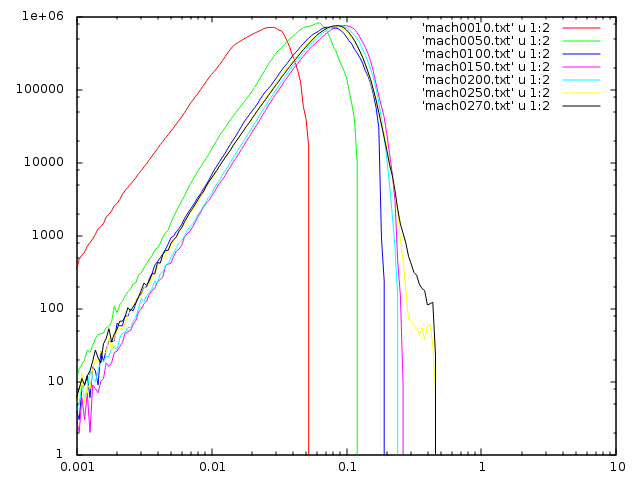 1e+06
100000
10000
1000
100
10
1
0.001
0.01
0.1
1
10
'mach0010.txt' u 1:2
'mach0050.txt' u 1:2
'mach0100.txt' u 1:2
'mach0150.txt' u 1:2
'mach0200.txt' u 1:2
'mach0250.txt' u 1:2
'mach0270.txt' u 1:2